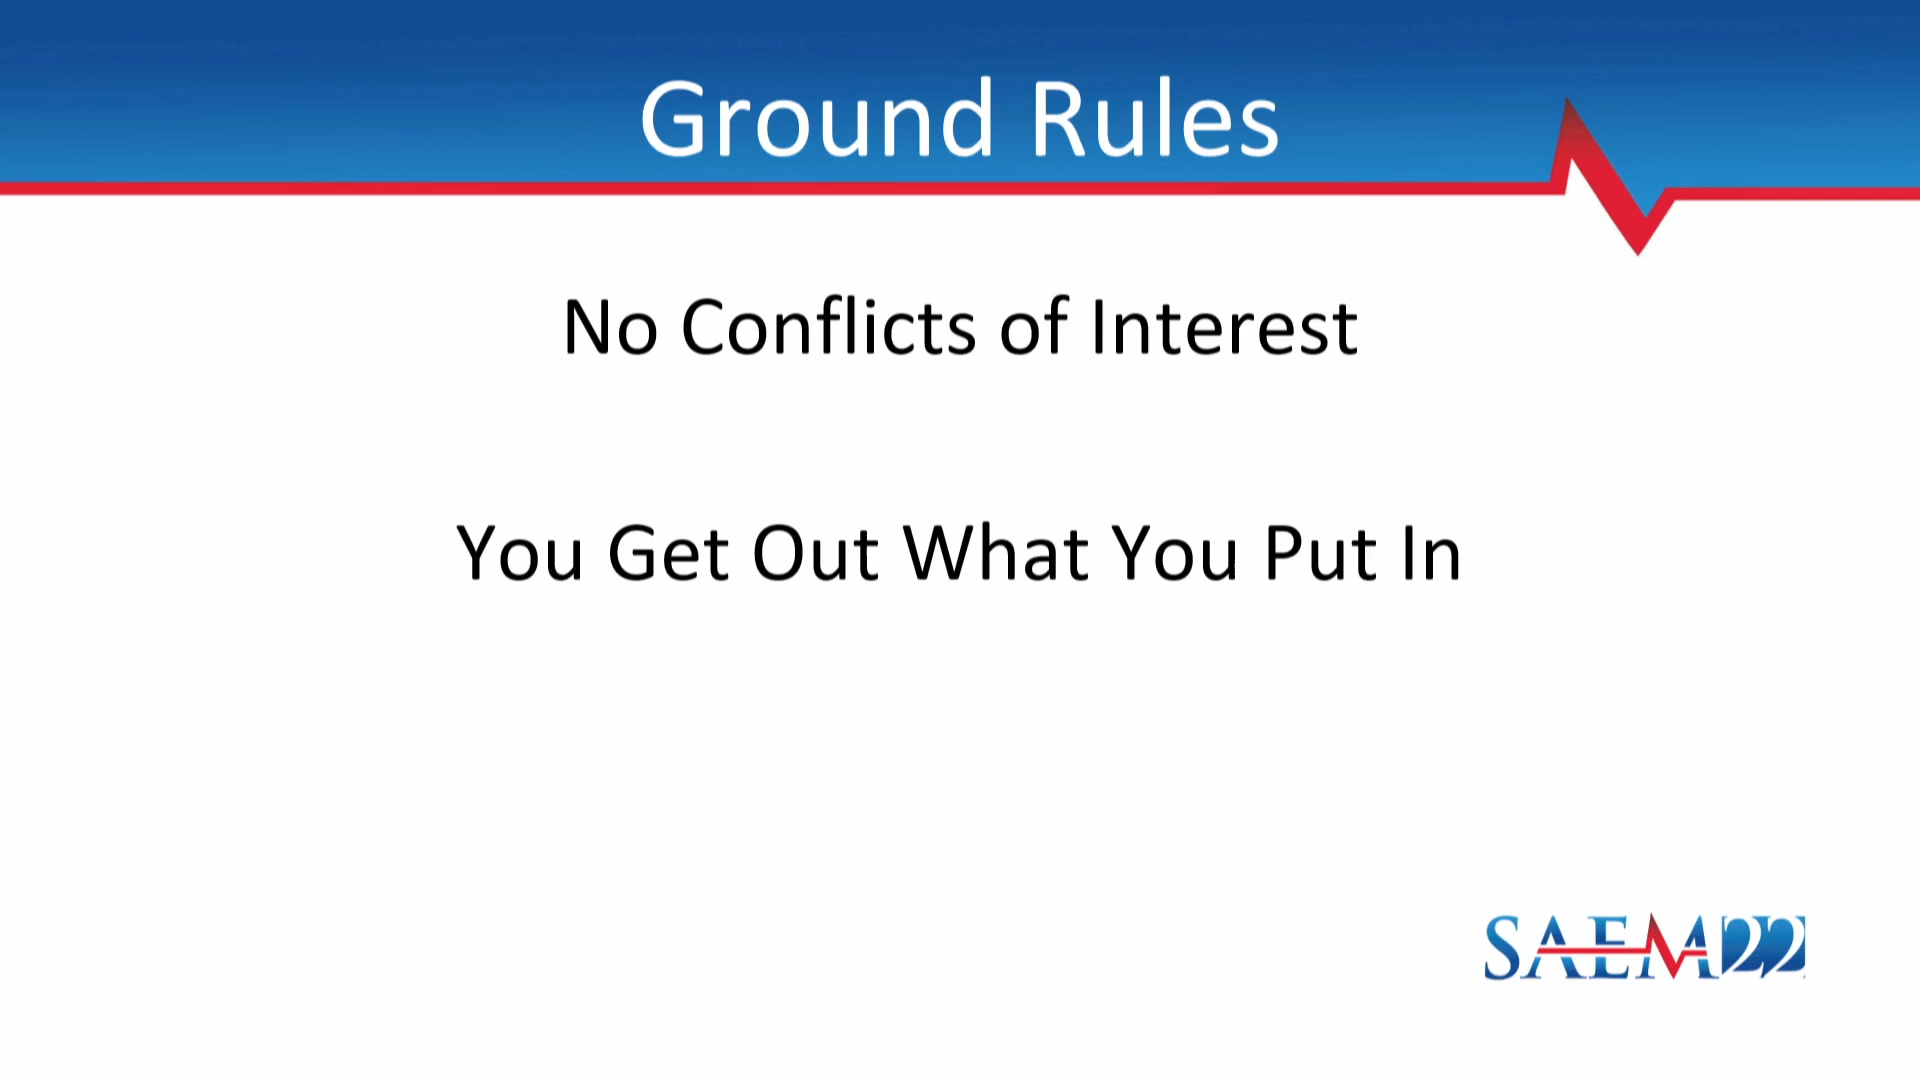 Ground Rules
No Conflicts of Interest
You Get Out What You Put In
SAEM22